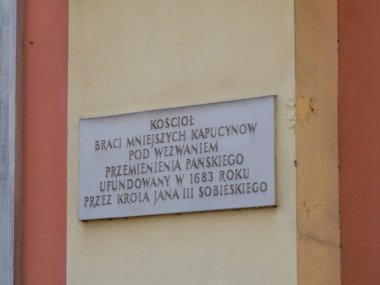 KOŚCIÓŁ
BRACI MNIEJSZYCH KAPUCYNÓW
POD WEZWANIEM
PRZEMIENIENIA PAŃSKIEGO
UFUNDOWANY W 1683 ROKU
PRZEZ KRÓLA JANA III SOBIESKIEGO